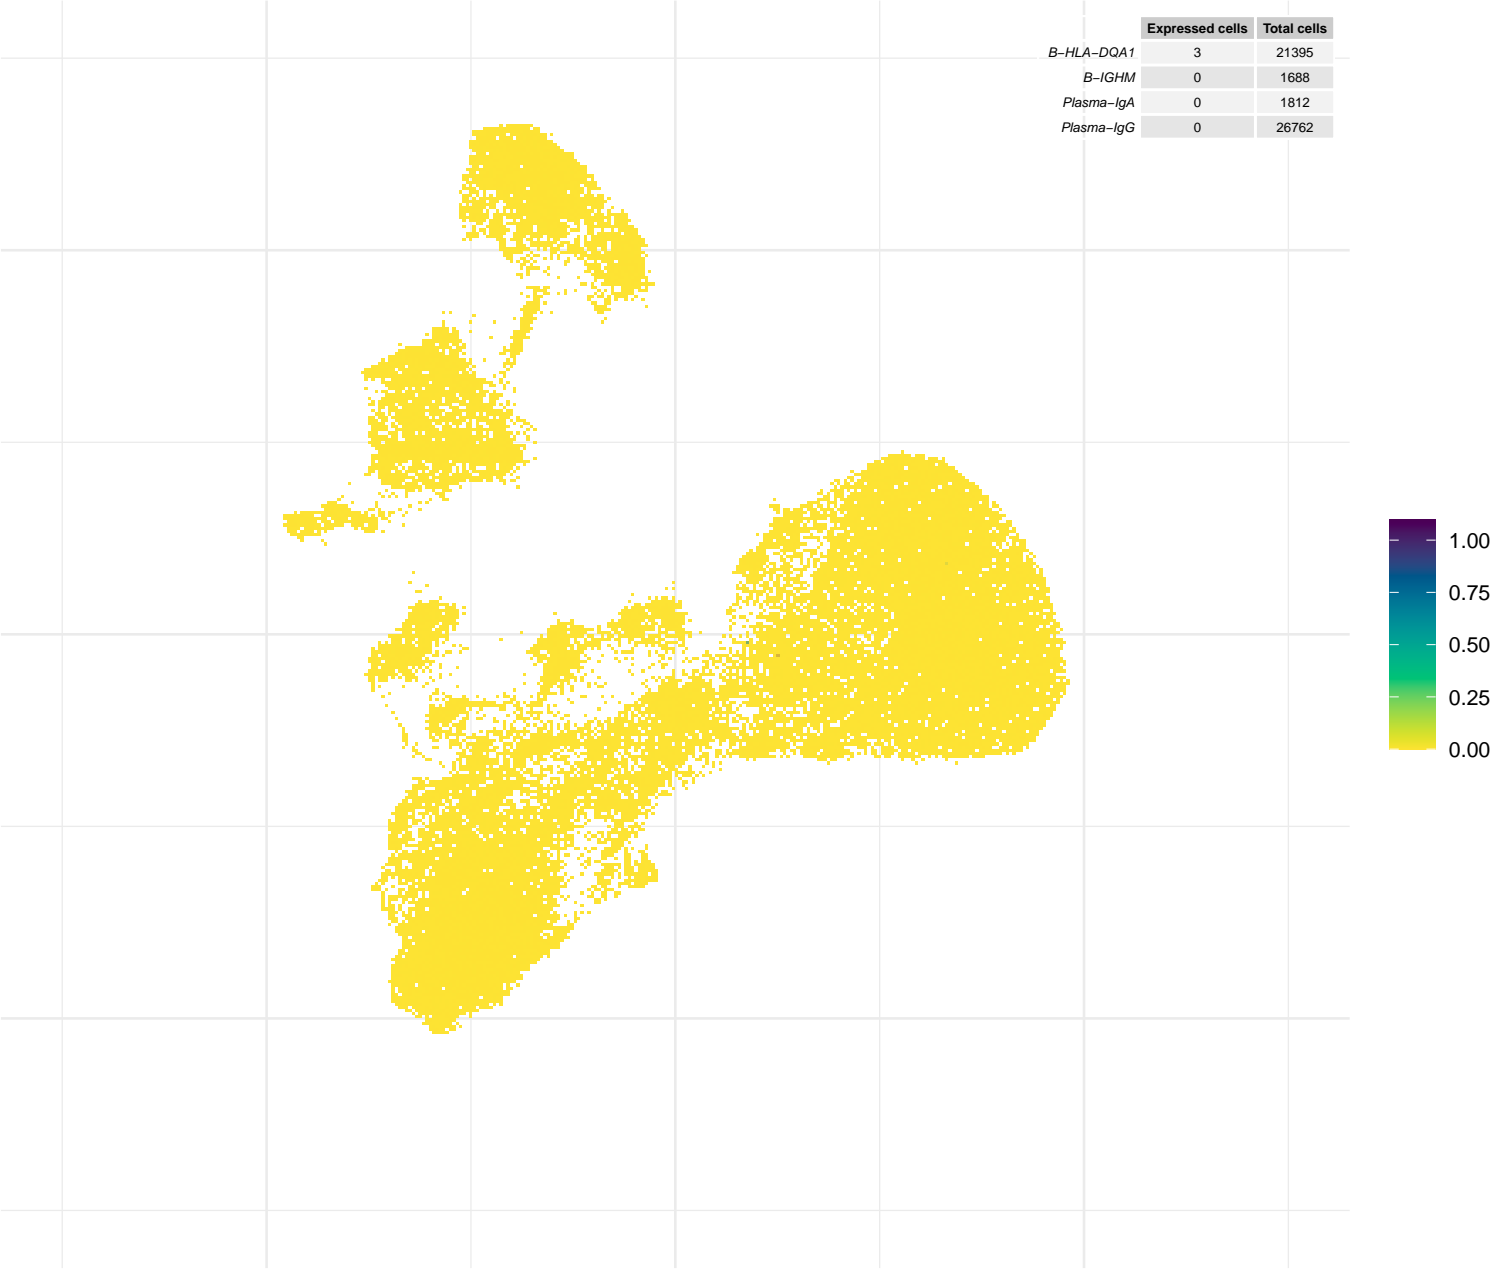 Expressed cells Total cells
B−HLA−DQA1 3 21395
B−IGHM 0 1688
Plasma−IgA 0 1812
Plasma−IgG 0 26762
1.00
0.75
0.50
0.25
0.00